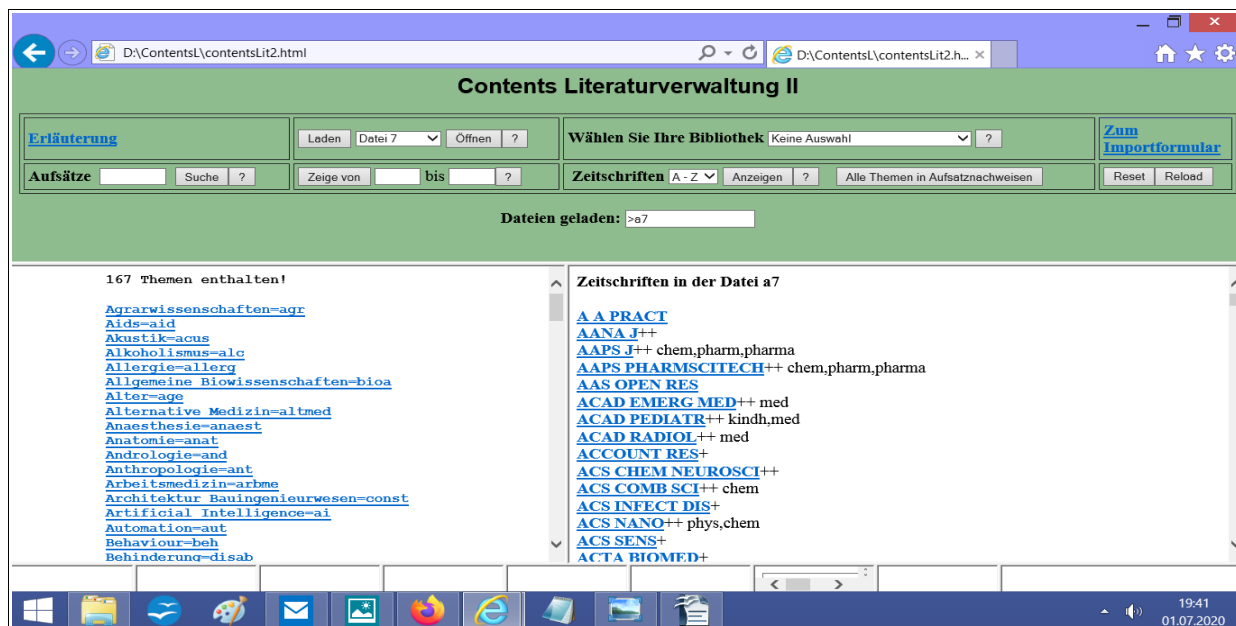 D:\ContentsL\contentsLit2.html
D:\ContentsL\contentsLit2.h...
Contents Literaturverwaltung II
Erläuterung Laden Datei 7 Öffnen ? Wählen Sie Ihre Bibliothek Keine Auswahl ? Zum Importformular
Aufsätze Suche ? Zeige von bis ? Zeitschriften A - Z Anzeigen ? Alle Themen in Aufsatznachweisen Reset Reload
Dateien geladen: >a7
167 Themen enthalten!
Agrarwissenschaften=agr
Aids=aid
Akustik=acus
Alkoholismus=alc
Allergie=allerg
Allgemeine Biowissenschaften=bioa
Alter=age
Alternative Medizin=altmed
Anaesthesie=anaest
Anatomie=anat
Andrologie=and
Anthropologie=ant
Arbeitsmedizin=arbme
Architektur Bauingenieurwesen=const
Artificial Intelligence=ai
Automation=aut
Behaviour=beh
Behinderung=disab
Zeitschriften in der Datei a7
A A PRACT
AANA J++
AAPS J++ chem,pharm,pharma
AAPS PHARMSCITECH++ chem,pharm,pharma
AAS OPEN RES
ACAD EMERG MED++ med
ACAD PEDIATR++ kindh,med
ACAD RADIOL++ med
ACCOUNT RES+
ACS CHEM NEUROSCI++
ACS COMB SCI++ chem
ACS INFECT DIS+
ACS NANO++ phys,chem
ACS SENS+
ACTA BIOMED+
19:41
01.07.2020